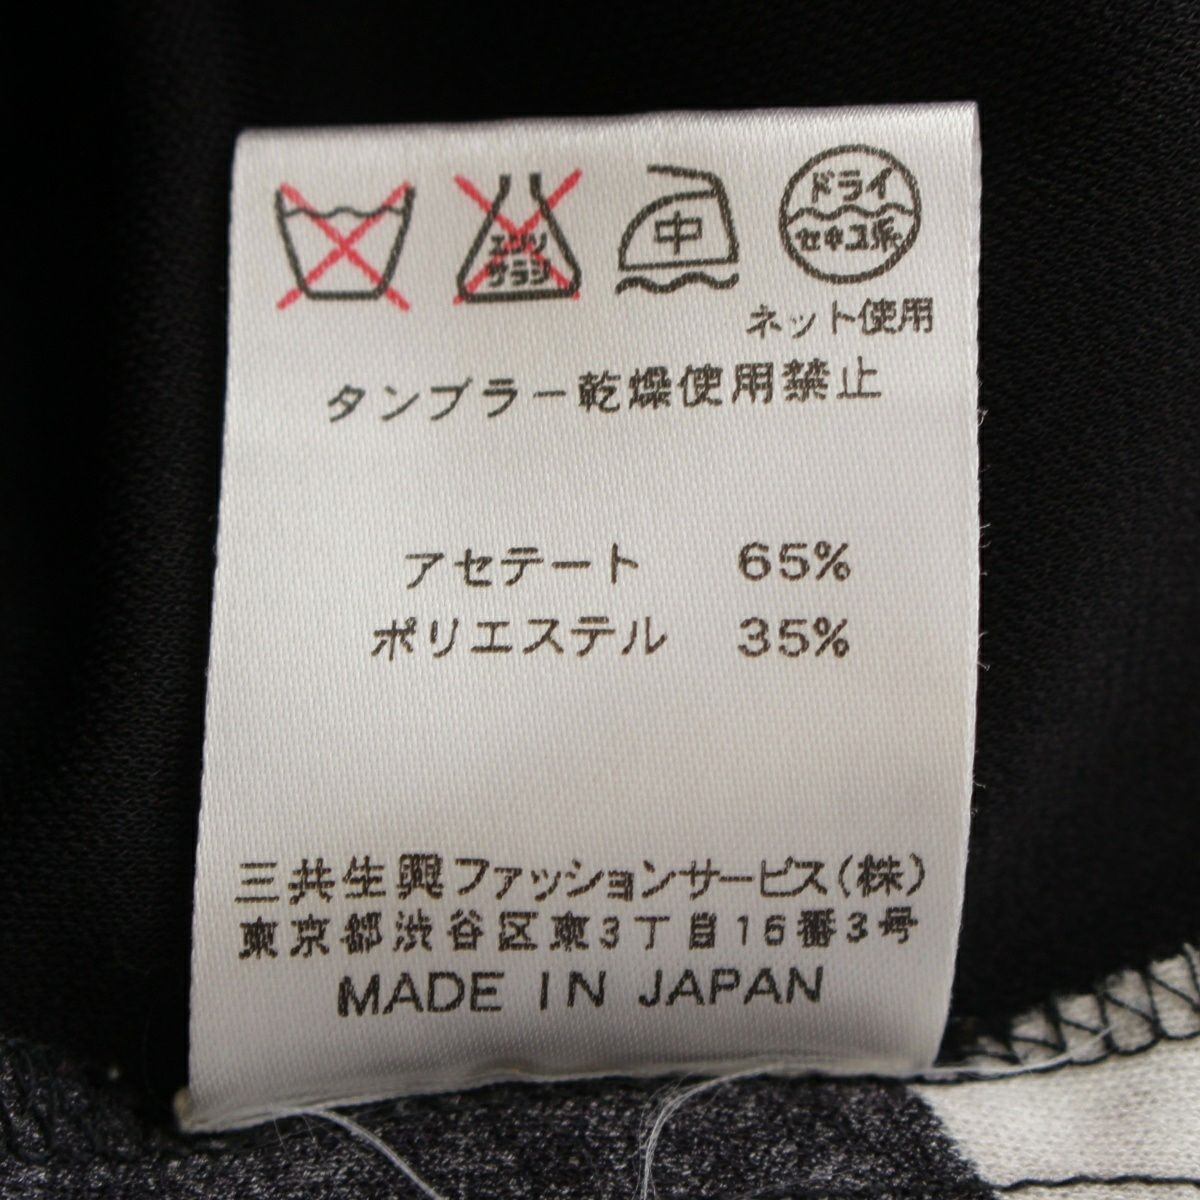 エンソ
サラシ
中
ドライ
セキユ系
ネット使用
タンブラー乾燥使用禁止
アセテート 65%
ポリエステル 35%
三共生興ファッションサービス(株)
東京都渋谷区東3丁目16番3号
MADE IN JAPAN